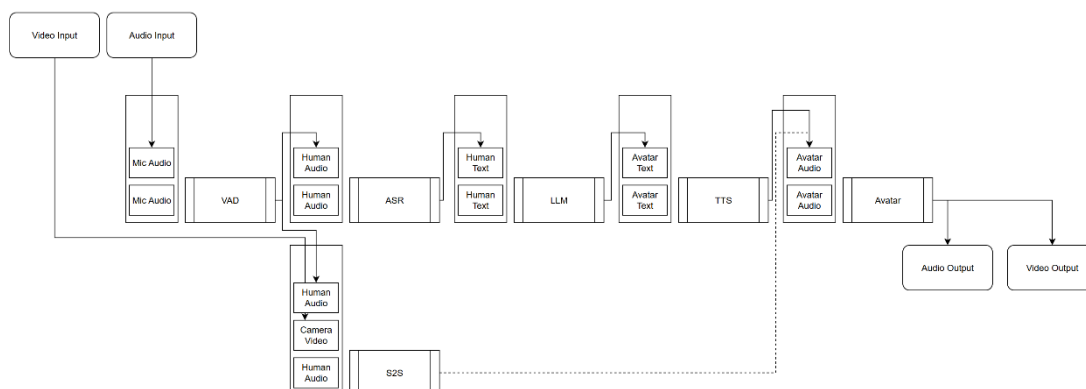 Video Input
Audio Input
Mic Audio
Mic Audio
VAD
Human
Audio
Human
Audio
ASR
Human
Text
Human
Text
LLM
Avatar
Text
Avatar
Text
TTS
Avatar
Audio
Avatar
Audio
Avatar
Audio Output
Video Output
Human
Audio
Camera
Video
Human
Audio
S2S